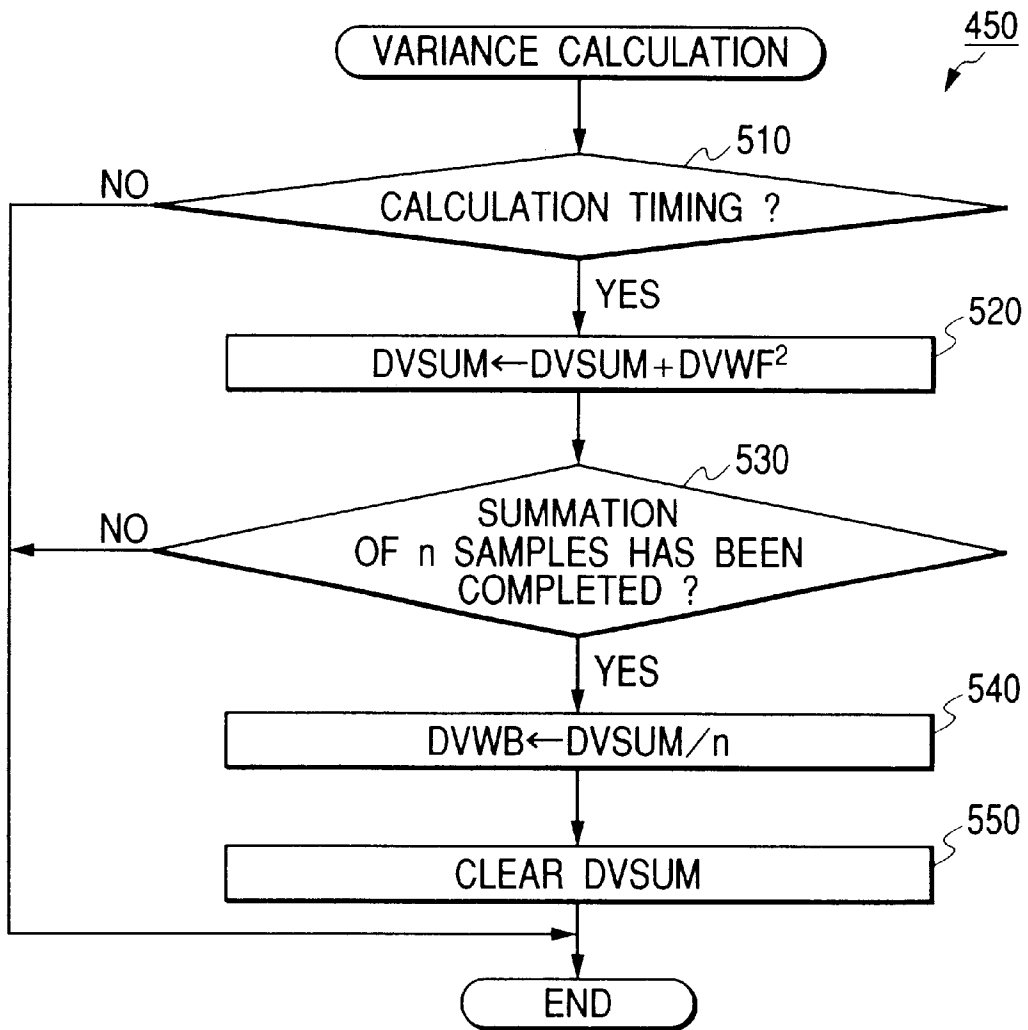 450
VARIANCE CALCULATION
510
NO
CALCULATION TIMING ?
YES
520
DVSUM←DVSUM+DVWF²
530
NO
SUMMATION
OF n SAMPLES HAS BEEN
COMPLETED ?
YES
540
DVWB←DVSUM/n
550
CLEAR DVSUM
END